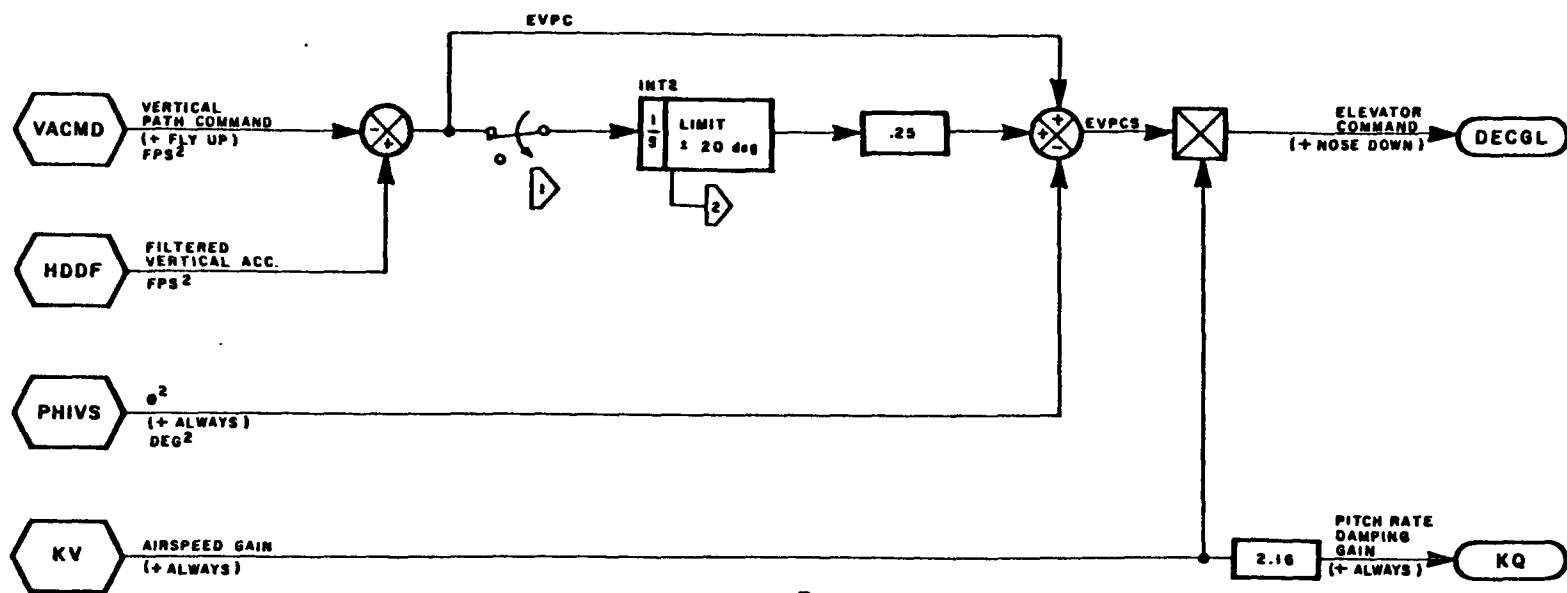 EVPC
VACMD
VERTICAL
PATH COMMAND
(+ FLY UP)
FPS²
-
+
INT2
1
S
LIMIT
± 20 deg
.25
+
+
-
EVPCS
ELEVATOR
COMMAND
(+ NOSE DOWN)
DECGL
1
2
HDDF
FILTERED
VERTICAL ACC.
FPS²
PHIVS
ø²
(+ ALWAYS)
DEG²
KV
AIRSPEED GAIN
(+ ALWAYS)
2.16
PITCH RATE
DAMPING
GAIN
(+ ALWAYS)
KQ